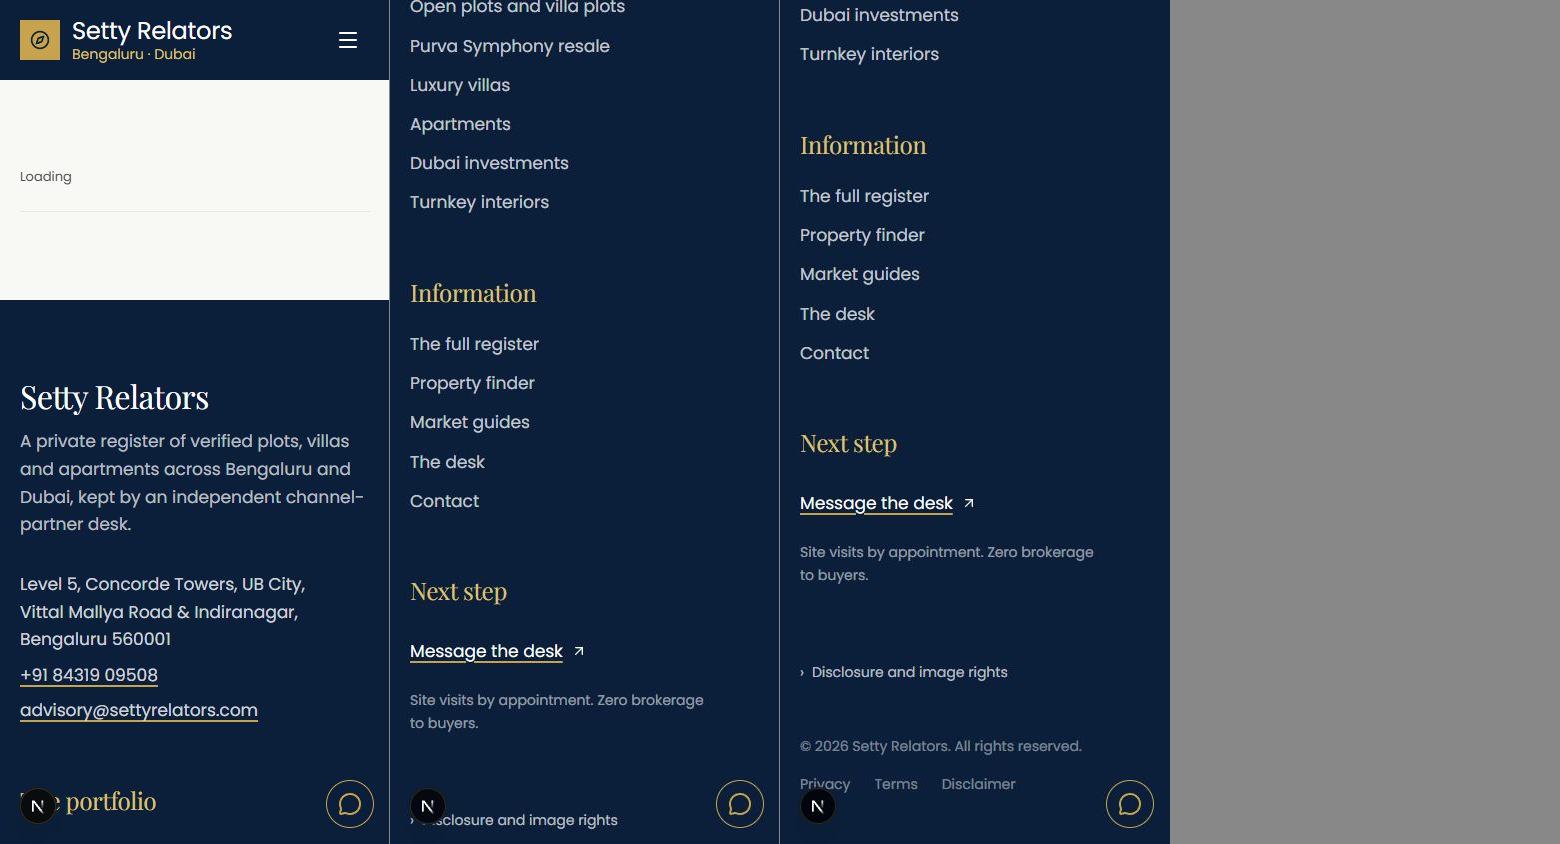 Setty Relators
Bengaluru · Dubai
Loading
Setty Relators
A private register of verified plots, villas
and apartments across Bengaluru and
Dubai, kept by an independent channel-
partner desk.
Level 5, Concorde Towers, UB City,
Vittal Mallya Road & Indiranagar,
Bengaluru 560001
+91 84319 09508
advisory@settyrelators.com
portfolio
N
Open plots and villa plots
Purva Symphony resale
Luxury villas
Apartments
Dubai investments
Turnkey interiors
Information
The full register
Property finder
Market guides
The desk
Contact
Next step
Message the desk ↗
Site visits by appointment. Zero brokerage
to buyers.
› sclosure and image rights
N
Dubai investments
Turnkey interiors
Information
The full register
Property finder
Market guides
The desk
Contact
Next step
Message the desk ↗
Site visits by appointment. Zero brokerage
to buyers.
› Disclosure and image rights
© 2026 Setty Relators. All rights reserved.
Privacy Terms Disclaimer
N